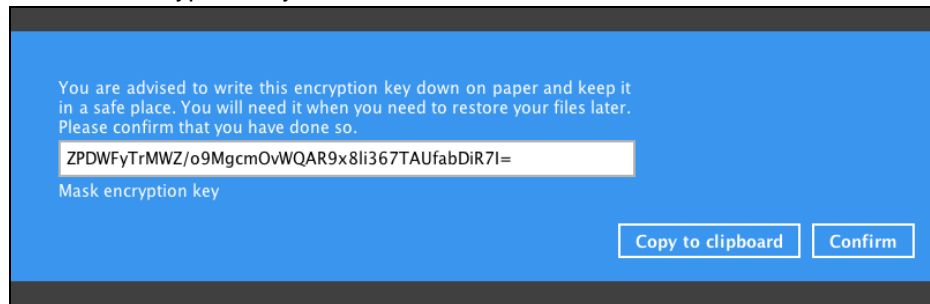 You are advised to write this encryption key down on paper and keep it
in a safe place. You will need it when you need to restore your files later.
Please confirm that you have done so.
ZPDWFyTrMWZ/o9MgcmOvWQAR9x8li367TAUfabDiR7I=
Mask encryption key
Copy to clipboard Confirm